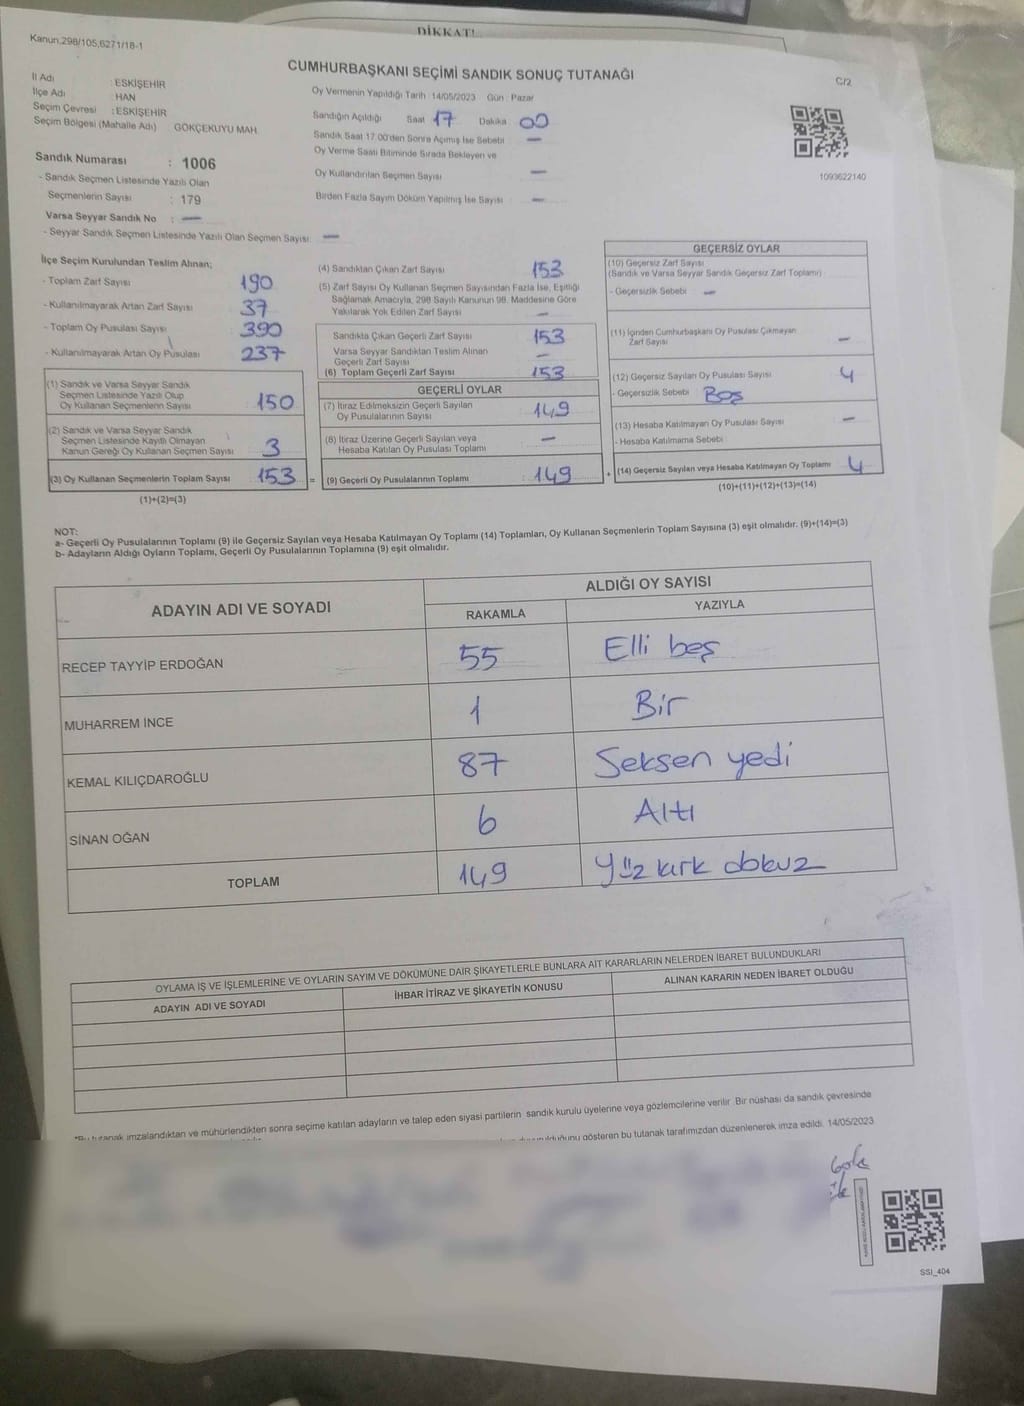 DİKKAT!
Kanun.298/105,6271/18-1
CUMHURBAŞKANI SEÇİMİ SANDIK SONUÇ TUTANAĞI
C/2
İl Adı : ESKİŞEHİR
İlçe Adı : HAN
Seçim Çevresi : ESKİŞEHİR
Seçim Bölgesi (Mahalle Adı) GÖKÇEKUYU MAH.
Oy Vermenin Yapıldığı Tarih :14/05/2023 Gün : Pazar
Sandığın Açıldığı Saat 17 Dakika 00
Sandık Saat 17:00'den Sonra Açımış İse Sebebi —
Oy Verme Saati Bitiminde Sırada Bekleyen ve
Oy Kullandırılan Seçmen Sayısı —
Birden Fazla Sayım Döküm Yapılmış İse Sayısı —
1093622140
Sandık Numarası : 1006
- Sandık Seçmen Listesinde Yazılı Olan
Seçmenlerin Sayısı : 179
Varsa Seyyar Sandık No : —
- Seyyar Sandık Seçmen Listesinde Yazılı Olan Seçmen Sayısı —
İlçe Seçim Kurulundan Teslim Alınan;
- Toplam Zarf Sayısı 190
- Kullanılmayarak Artan Zarf Sayısı 37
- Toplam Oy Pusulası Sayısı 390
- Kullanılmayarak Artan Oy Pusulası 237
(1) Sandık ve Varsa Seyyar Sandık
Seçmen Listesinde Yazılı Olup
Oy Kullanan Seçmenlerin Sayısı 150
(2) Sandık ve Varsa Seyyar Sandık
Seçmen Listesinde Kayıtlı Olmayan
Kanun Gereği Oy Kullanan Seçmen Sayısı 3
(3) Oy Kullanan Seçmenlerin Toplam Sayısı 153 =
(1)+(2)=(3)
(4) Sandıktan Çıkan Zarf Sayısı 153
(5) Zarf Sayısı Oy Kullanan Seçmen Sayısından Fazla İse, Eşitliği
Sağlamak Amacıyla, 298 Sayılı Kanunun 98. Maddesine Göre
Yakılarak Yok Edilen Zarf Sayısı —
Sandıkta Çıkan Geçerli Zarf Sayısı 153
Varsa Seyyar Sandıktan Teslim Alınan
Geçerli Zarf Sayısı —
(6) Toplam Geçerli Zarf Sayısı 153
GEÇERLİ OYLAR
(7) İtiraz Edilmeksizin Geçerli Sayılan
Oy Pusulalarının Sayısı 149
(8) İtiraz Üzerine Geçerli Sayılan veya
Hesaba Katılan Oy Pusulası Toplamı —
(9) Geçerli Oy Pusulalarının Toplamı : 149 +
GEÇERSİZ OYLAR
(10) Geçersiz Zarf Sayısı
(Sandık ve Varsa Seyyar Sandık Geçersiz Zarf Toplamı)
- Geçersizlik Sebebi —
(11) İçinden Cumhurbaşkanı Oy Pusulası Çıkmayan
Zarf Sayısı —
(12) Geçersiz Sayılan Oy Pusulası Sayısı 4
- Geçersizlik Sebebi Boş
(13) Hesaba Katılmayan Oy Pusulası Sayısı —
- Hesaba Katılmama Sebebi
(14) Geçersiz Sayılan veya Hesaba Katılmayan Oy Toplamı 4
(10)+(11)+(12)+(13)=(14)
NOT:
a- Geçerli Oy Pusulalarının Toplamı (9) ile Geçersiz Sayılan veya Hesaba Katılmayan Oy Toplamı (14) Toplamları, Oy Kullanan Seçmenlerin Toplam Sayısına (3) eşit olmalıdır. (9)+(14)=(3)
b- Adayların Aldığı Oyların Toplamı, Geçerli Oy Pusulalarının Toplamına (9) eşit olmalıdır.
ADAYIN ADI VE SOYADI
ALDIĞI OY SAYISI
RAKAMLA YAZIYLA
RECEP TAYYİP ERDOĞAN 55 Elli beş
MUHARREM İNCE 1 Bir
KEMAL KILIÇDAROĞLU 87 Seksen yedi
SİNAN OĞAN 6 Altı
TOPLAM 149 Yüz kırk dokuz
OYLAMA İŞ VE İŞLEMLERİNE VE OYLARIN SAYIM VE DÖKÜMÜNE DAİR ŞİKAYETLERLE BUNLARA AİT KARARLARIN NELERDEN İBARET BULUNDUKLARI
ADAYIN ADI VE SOYADI İHBAR İTİRAZ VE ŞİKAYETİN KONUSU ALINAN KARARIN NEDEN İBARET OLDUĞU
*Bu tutanak imzalandıktan ve mühürlendikten sonra seçime katılan adayların ve talep eden siyasi partilerin sandık kurulu üyelerine veya gözlemcilerine verilir. Bir nüshası da sandık çevresinde
gösteren bu tutanak tarafımızdan düzenlenerek imza edildi. 14/05/2023
SSI_404